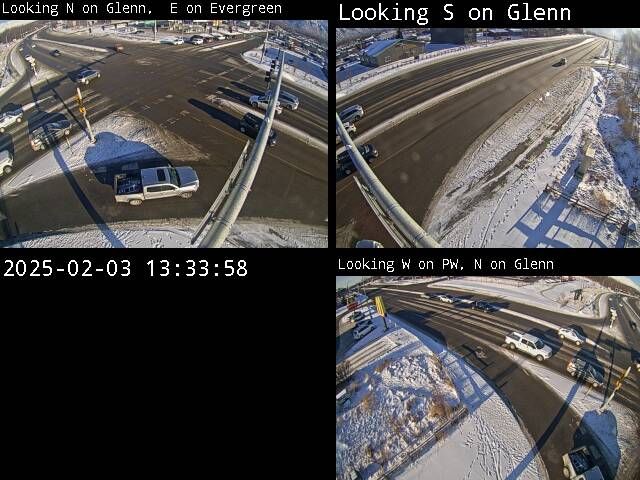 Looking N on Glenn, E on Evergreen
Looking S on Glenn
2025-02-03 13:33:58
Looking W on PW, N on Glenn